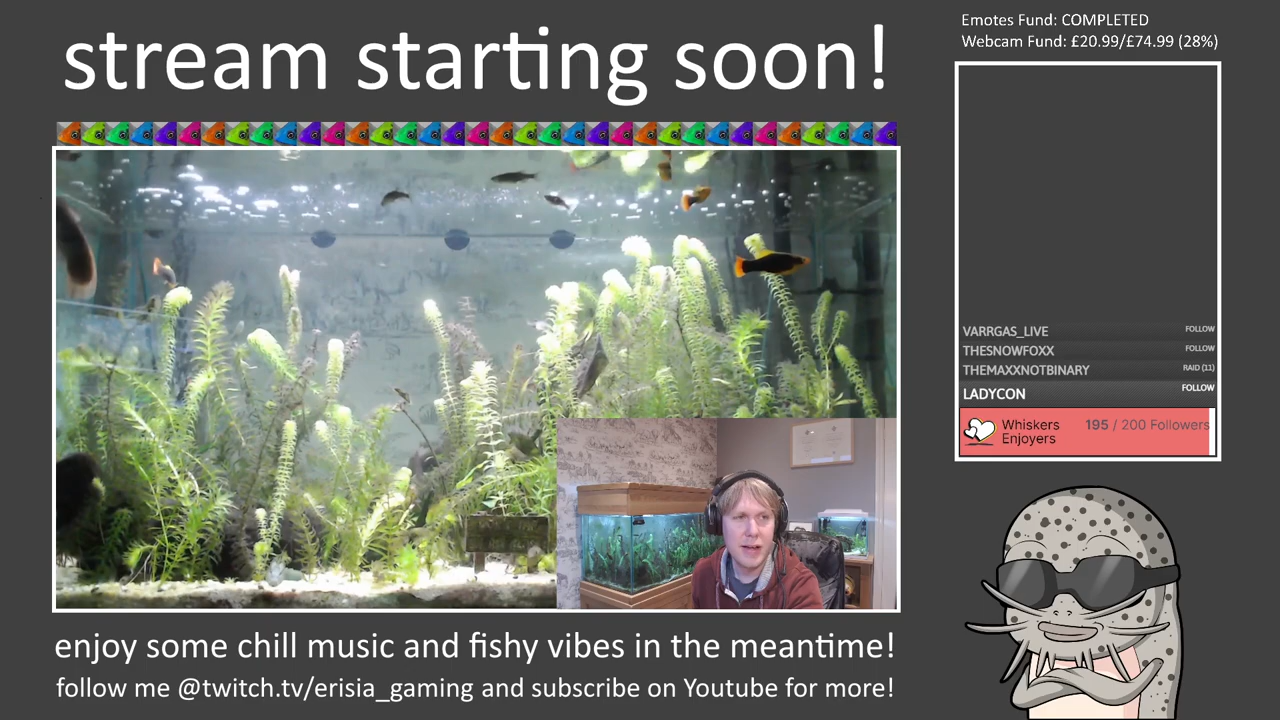 stream starting soon!
Emotes Fund: COMPLETED
Webcam Fund: £20.99/£74.99 (28%)
VARRGAS_LIVE FOLLOW
THESNOWFOXX FOLLOW
THEMAXXNOTBINARY RAID (11)
LADYCON FOLLOW
Whiskers Enjoyers 195 / 200 Followers
enjoy some chill music and fishy vibes in the meantime!
follow me @twitch.tv/erisia_gaming and subscribe on Youtube for more!